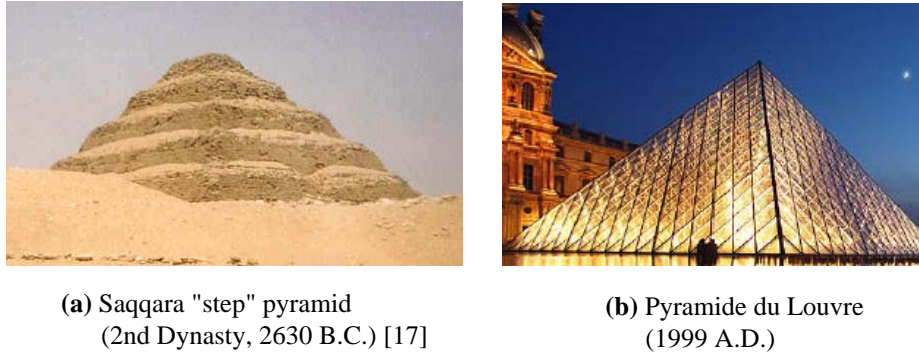 (a) Saqqara "step" pyramid
(2nd Dynasty, 2630 B.C.) [17]
(b) Pyramide du Louvre
(1999 A.D.)